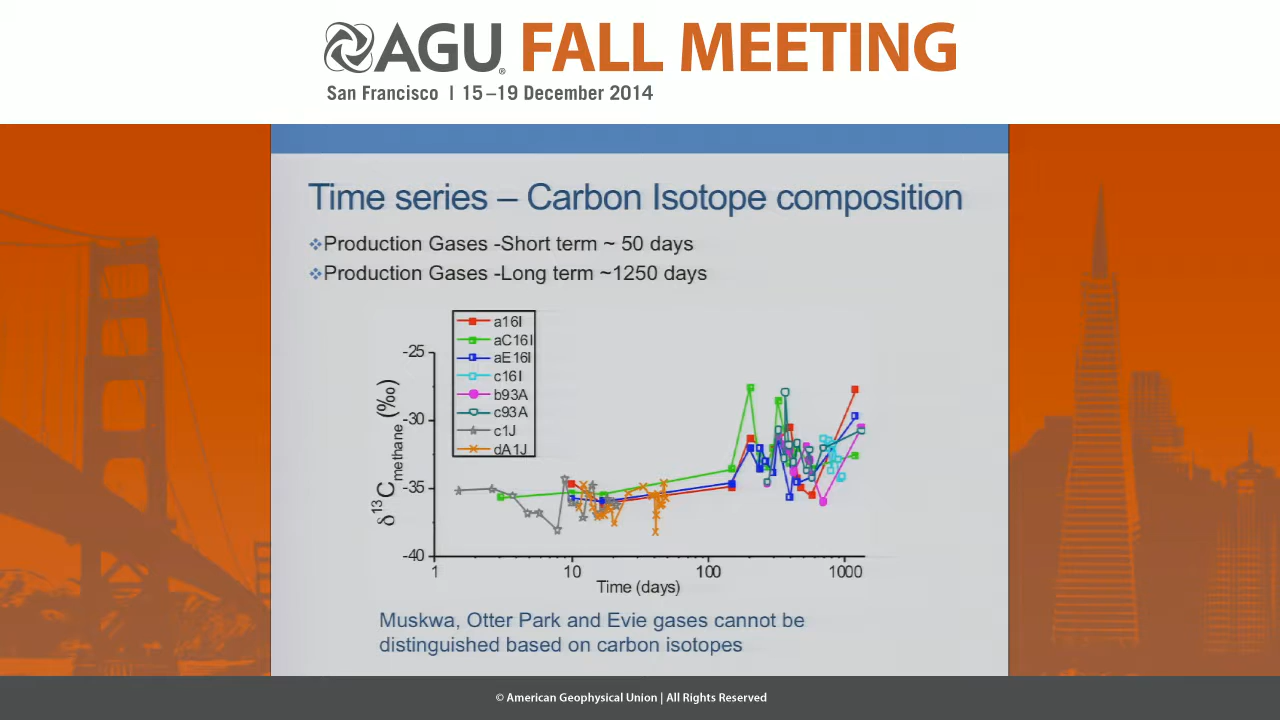 AGU FALL MEETING
San Francisco | 15–19 December 2014
Time series – Carbon Isotope composition
❖Production Gases -Short term ~ 50 days
❖Production Gases -Long term ~1250 days
a16I
aC16I
aE16I
c16I
b93A
c93A
c1J
dA1J
δ13Cmethane (‰)
-25
-30
-35
-40
1
10
100
1000
Time (days)
Muskwa, Otter Park and Evie gases cannot be
distinguished based on carbon isotopes
© American Geophysical Union | All Rights Reserved